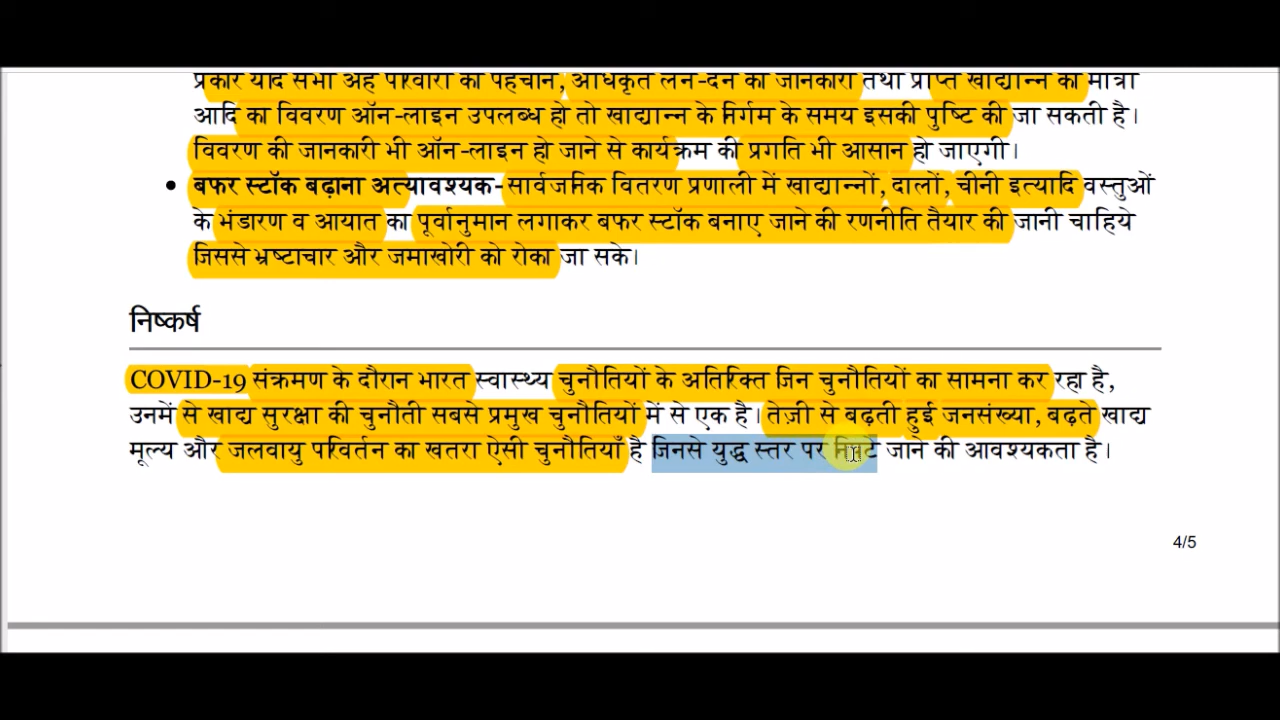 प्रकार यदि सभी अर्ह परिवारों की पहचान, अधिकृत लेन-देन की जानकारी तथा प्राप्त खाद्यान्न की मात्रा
आदि का विवरण ऑन-लाइन उपलब्ध हो तो खाद्यान्न के निर्गम के समय इसकी पुष्टि की जा सकती है।
विवरण की जानकारी भी ऑन-लाइन हो जाने से कार्यक्रम की प्रगति भी आसान हो जाएगी।
• बफर स्टॉक बढ़ाना अत्यावश्यक- सार्वजनिक वितरण प्रणाली में खाद्यान्नों, दालों, चीनी इत्यादि वस्तुओं
के भंडारण व आयात का पूर्वानुमान लगाकर बफर स्टॉक बनाए जाने की रणनीति तैयार की जानी चाहिये
जिससे भ्रष्टाचार और जमाखोरी को रोका जा सके।
निष्कर्ष
COVID-19 संक्रमण के दौरान भारत स्वास्थ्य चुनौतियों के अतिरिक्त जिन चुनौतियों का सामना कर रहा है,
उनमें से खाद्य सुरक्षा की चुनौती सबसे प्रमुख चुनौतियों में से एक है। तेज़ी से बढ़ती हुई जनसंख्या, बढ़ते खाद्य
मूल्य और जलवायु परिवर्तन का खतरा ऐसी चुनौतियाँ है जिनसे युद्ध स्तर पर निपट जाने की आवश्यकता है।
4/5